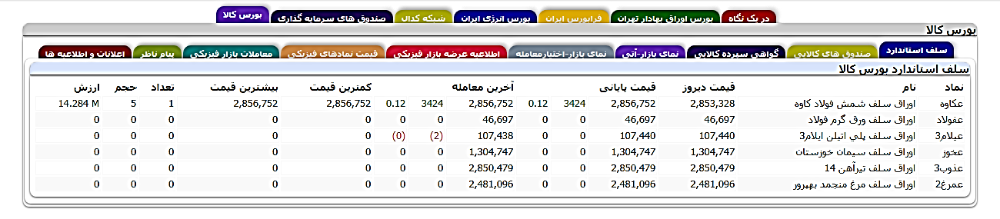 در یک نگاه بورس اوراق بهادار تهران فرابورس ایران بورس انرژی ایران شبکه کدال صندوق های سرمایه گذاری بورس کالا
بورس کالا
سلف استاندارد صندوق های کالایی گواهی سپرده کالایی نمای بازار-آتی نمای بازار-اختیارمعامله اطلاعیه عرضه بازار فیزیکی قیمت نمادهای فیزیکی معاملات بازار فیزیکی پیام ناظر اعلانات و اطلاعیه ها
سلف استاندارد بورس کالا
نماد نام قیمت دیروز قیمت پایانی آخرین معامله کمترین قیمت بیشترین قیمت تعداد حجم ارزش
عکاوه اوراق سلف شمش فولاد کاوه 2,853,328 2,856,752 3424 0.12 2,856,752 3424 0.12 2,856,752 2,856,752 1 5 14.284 M
عفولاد اوراق سلف ورق گرم فولاد 46,697 46,697 0 0 46,697 0 0 0 0 0 0 0
عیلام3 اوراق سلف پلي اتیلن ایلام3 107,440 107,440 0 0 107,438 (2) (0) 0 0 0 0 0
عخوز اوراق سلف سیمان خوزستان 1,304,747 1,304,747 0 0 1,304,747 0 0 0 0 0 0 0
عذوب3 اوراق سلف تیرآهن 14 2,850,479 2,850,479 0 0 2,850,479 0 0 0 0 0 0 0
عمرغ2 اوراق سلف مرغ منجمد بهپرور 2,481,096 2,481,096 0 0 2,481,096 0 0 0 0 0 0 0